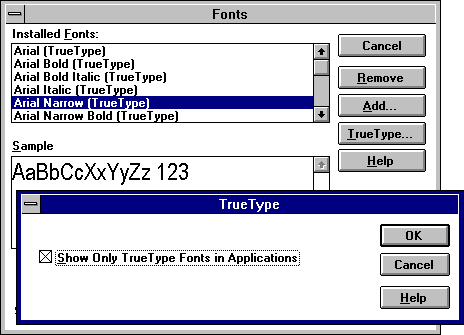 Fonts
Installed Fonts:
Arial (TrueType)
Arial Bold (TrueType)
Arial Bold Italic (TrueType)
Arial Italic (TrueType)
Arial Narrow (TrueType)
Arial Narrow Bold (TrueType)
Cancel
Remove
Add...
TrueType...
Help
Sample
AaBbCcXxYyZz 123
TrueType
Show Only TrueType Fonts in Applications
OK
Cancel
Help